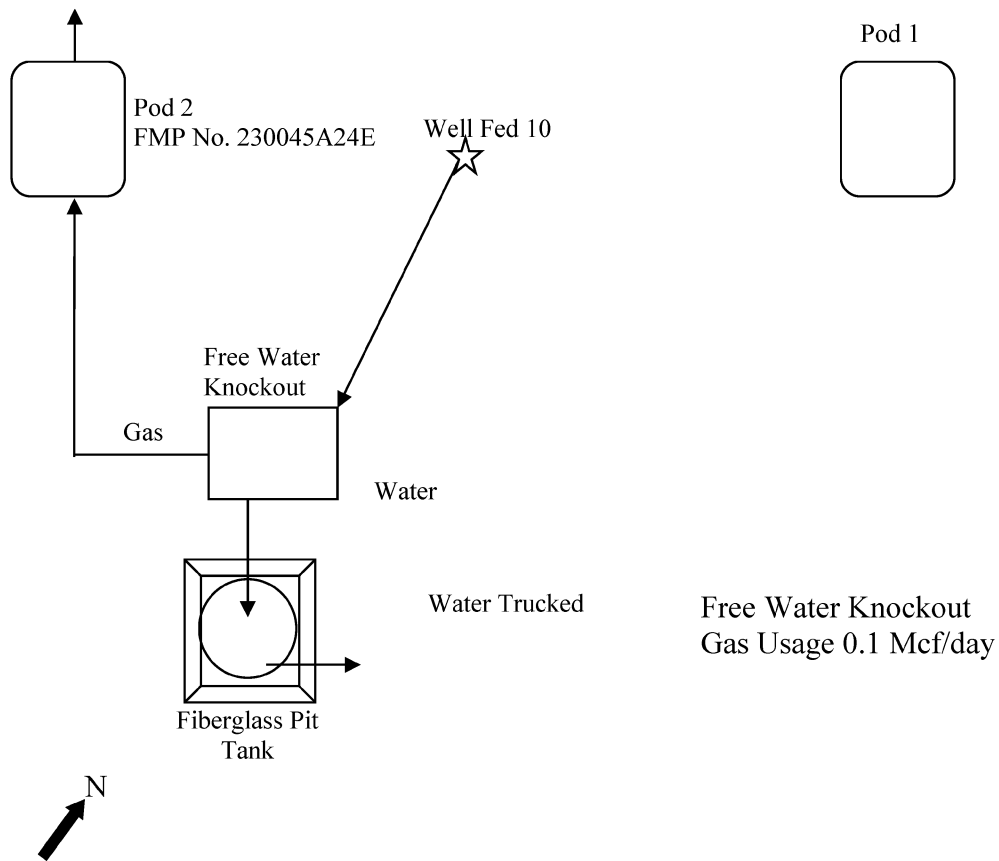 Pod 1
Pod 2
FMP No. 230045A24E
Well Fed 10
Free Water
Knockout
Gas
Water
Water Trucked
Free Water Knockout
Gas Usage 0.1 Mcf/day
Fiberglass Pit
Tank
N